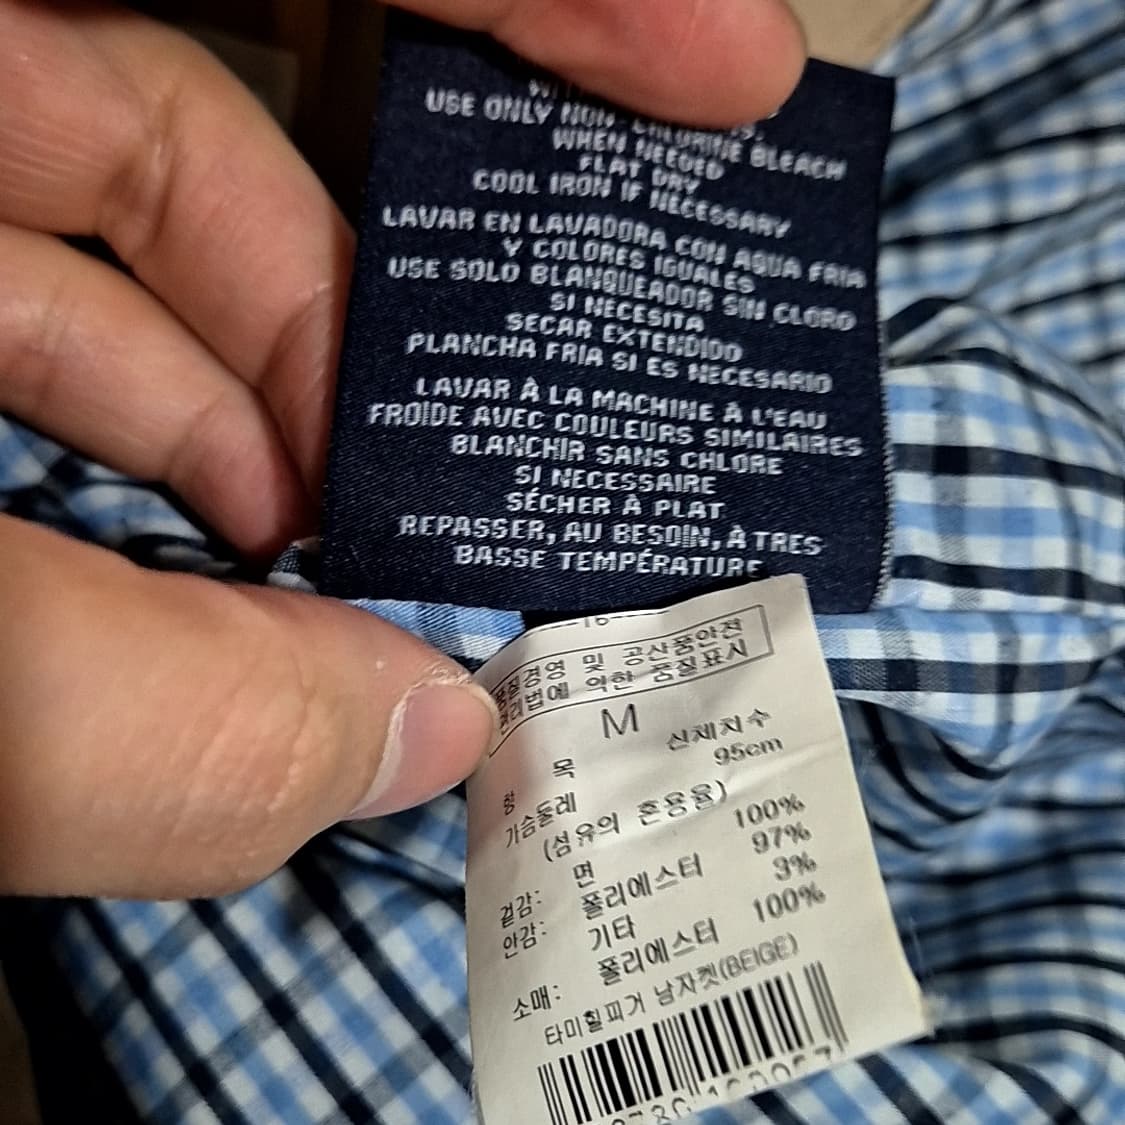 USE ONLY NON-CHLORINE BLEACH
WHEN NEEDED
FLAT DRY
COOL IRON IF NECESSARY
LAVAR EN LAVADORA CON AGUA FRIA
Y COLORES IGUALES
USE SOLO BLANQUEADOR SIN CLORO
SI NECESITA
SECAR EXTENDIDO
PLANCHA FRIA SI ES NECESARIO
LAVAR À LA MACHINE À L'EAU
FROIDE AVEC COULEURS SIMILAIRES
BLANCHIR SANS CHLORE
SI NECESSAIRE
SÉCHER À PLAT
REPASSER, AU BESOIN, À TRES
BASSE TEMPÉRATURE
품질경영 및 공산품안전
관리법에 의한 품질표시
M
항 목 신체치수
가슴둘레 95cm
(섬유의 혼용율)
겉감: 면 100%
안감: 폴리에스터 97%
기타 3%
소매: 폴리에스터 100%
타미힐피거 남자켓(BEIGE)